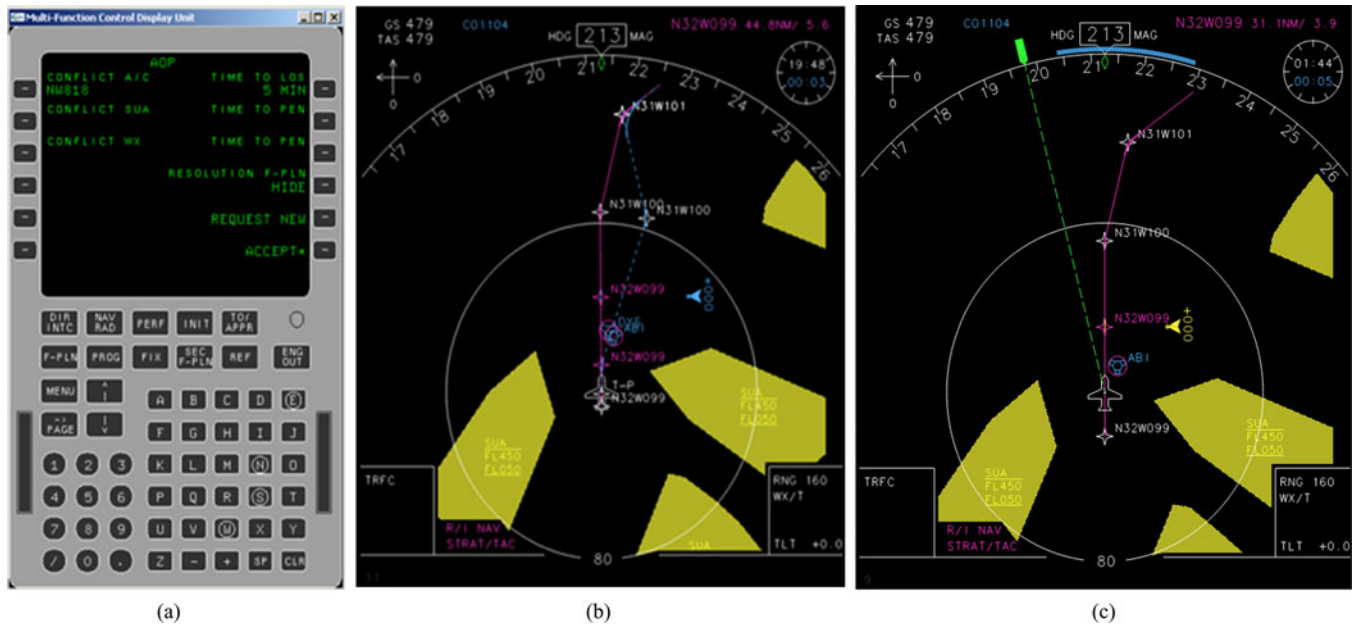 Multi-Function Control Display Unit
AOP
CONFLICT A/C TIME TO LOS
NW818 5 MIN
CONFLICT SUA TIME TO PEN
CONFLICT WX TIME TO PEN
RESOLUTION F-PLN
HIDE
REQUEST NEW
ACCEPT*
DIR INTC NAV RAD PERF INIT TO/ APPR
F-PLN PROG FIX SEC F-PLN REF ENG OUT
MENU ^ |
-> PAGE | v
A B C D E
F G H I J
1 2 3 K L M N O
4 5 6 P Q R S T
7 8 9 U V W X Y
/ 0 . Z - + SP CLR
(a)
GS 479 CO1104 N32W099 44.8NM/ 5.6
TAS 479 HDG 213 MAG
19:48
00:03
0
0
17 18 19 20 21 22 23 24 25 26
N31W101
N31W100
N31W100
N32W099
+000
DYS
ABI
N32W099
T-P
N32W099
SUA
FL450
FL050
SUA
FL450
FL050
TRFC
RNG 160
WX/T
R/I NAV
STRAT/TAC
SUA
TLT +0.0
80
11
(b)
GS 479 CO1104 N32W099 31.1NM/ 3.9
TAS 479 HDG 213 MAG
01:44
00:05
0
0
17 18 19 20 21 22 23 24 25 26
N31W101
N31W100
N32W099
+000
ABI
N32W099
SUA
FL450
FL050
SUA
FL450
FL050
TRFC
RNG 160
WX/T
R/I NAV
STRAT/TAC
TLT +0.0
80
9
(c)